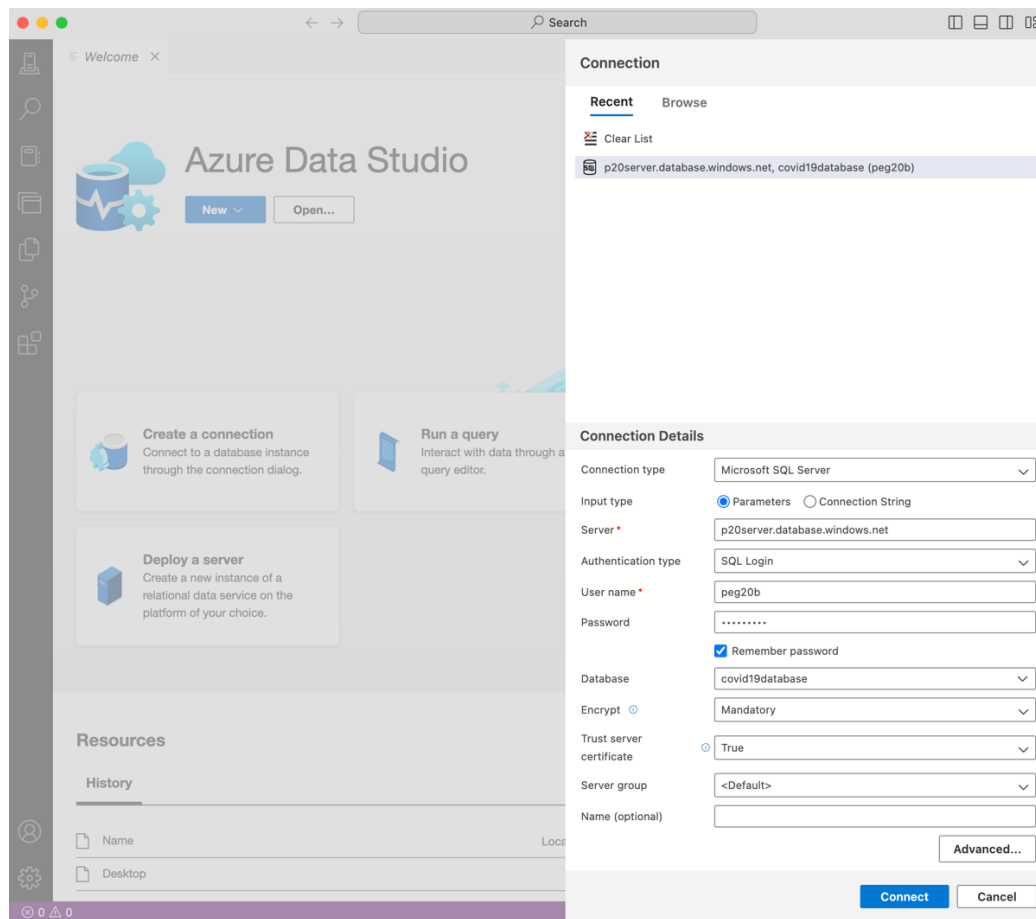 Search
Welcome
Azure Data Studio
New
Open...
Create a connection
Connect to a database instance
through the connection dialog.
Run a query
Interact with data through a
query editor.
Deploy a server
Create a new instance of a
relational data service on the
platform of your choice.
Resources
History
Name Loca
Desktop
0 0
Connection
Recent Browse
Clear List
p20server.database.windows.net, covid19database (peg20b)
Connection Details
Connection type Microsoft SQL Server
Input type Parameters Connection String
Server * p20server.database.windows.net
Authentication type SQL Login
User name * peg20b
Password •••••••••
Remember password
Database covid19database
Encrypt Mandatory
Trust server
certificate True
Server group <Default>
Name (optional)
Advanced...
Connect Cancel